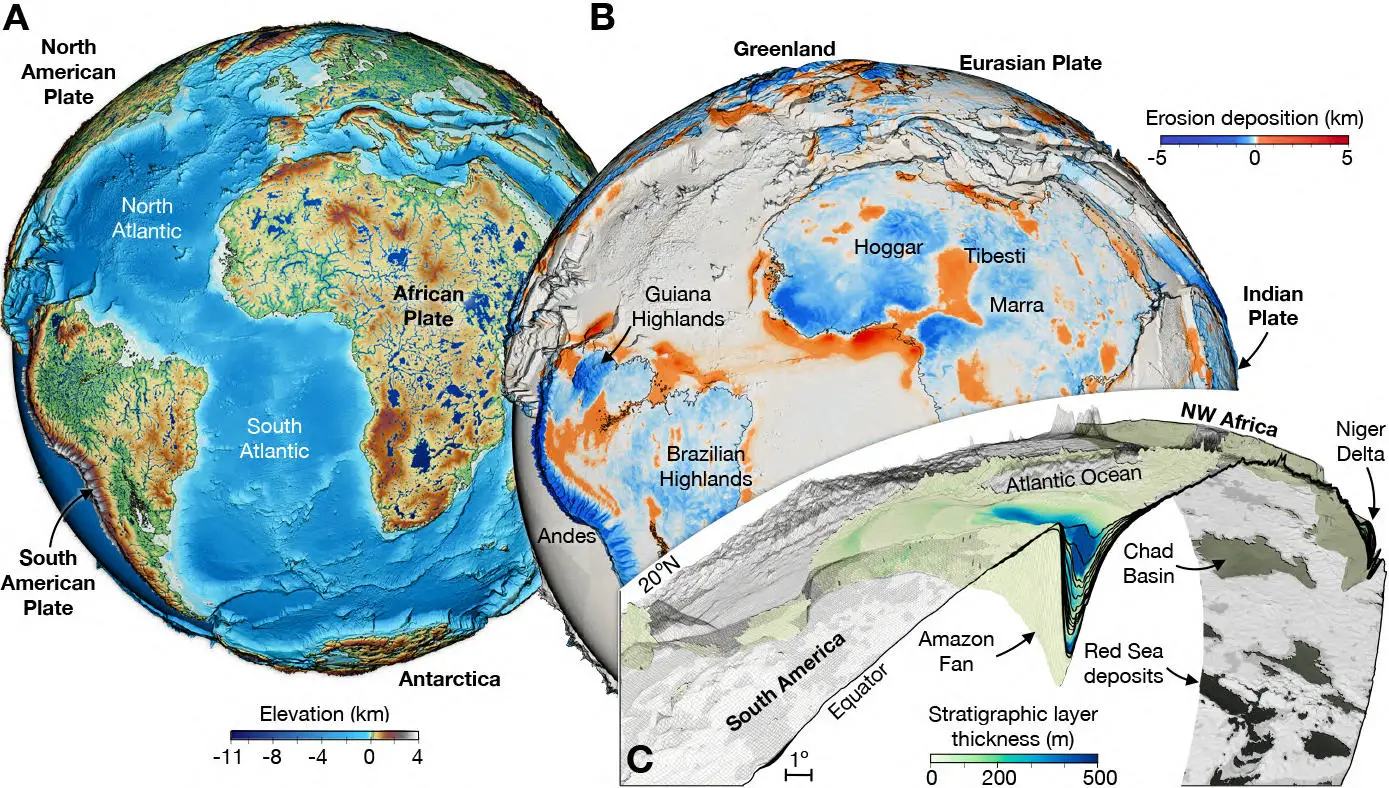 A
North
American
Plate
North
Atlantic
African
Plate
South
Atlantic
South
American
Plate
Antarctica
Elevation (km)
-11 -8 -4 0 4
B
Greenland
Eurasian Plate
Erosion deposition (km)
-5 0 5
Hoggar
Tibesti
Marra
Guiana
Highlands
Indian
Plate
Brazilian
Highlands
Andes
20°N
NW Africa
Niger
Delta
Atlantic Ocean
Chad
Basin
Amazon
Fan
Red Sea
deposits
South America
Equator
Stratigraphic layer
thickness (m)
0 200 500
C
1°